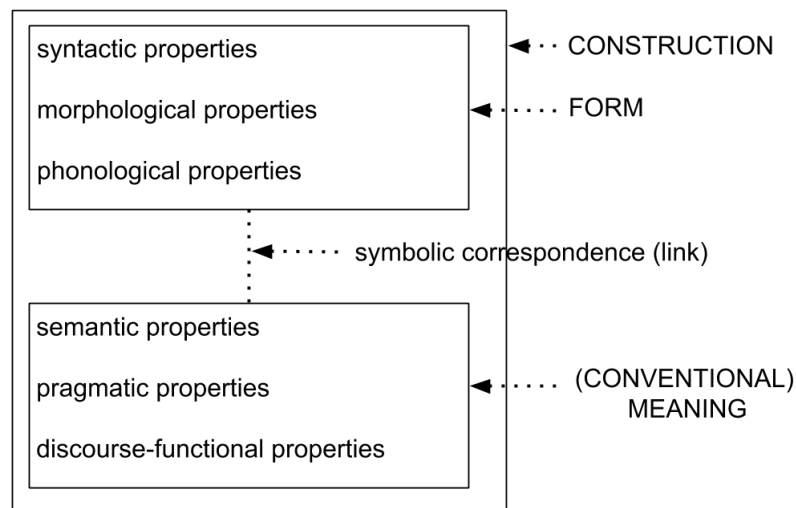 syntactic properties
CONSTRUCTION
morphological properties
FORM
phonological properties
symbolic correspondence (link)
semantic properties
pragmatic properties
(CONVENTIONAL)
MEANING
discourse-functional properties